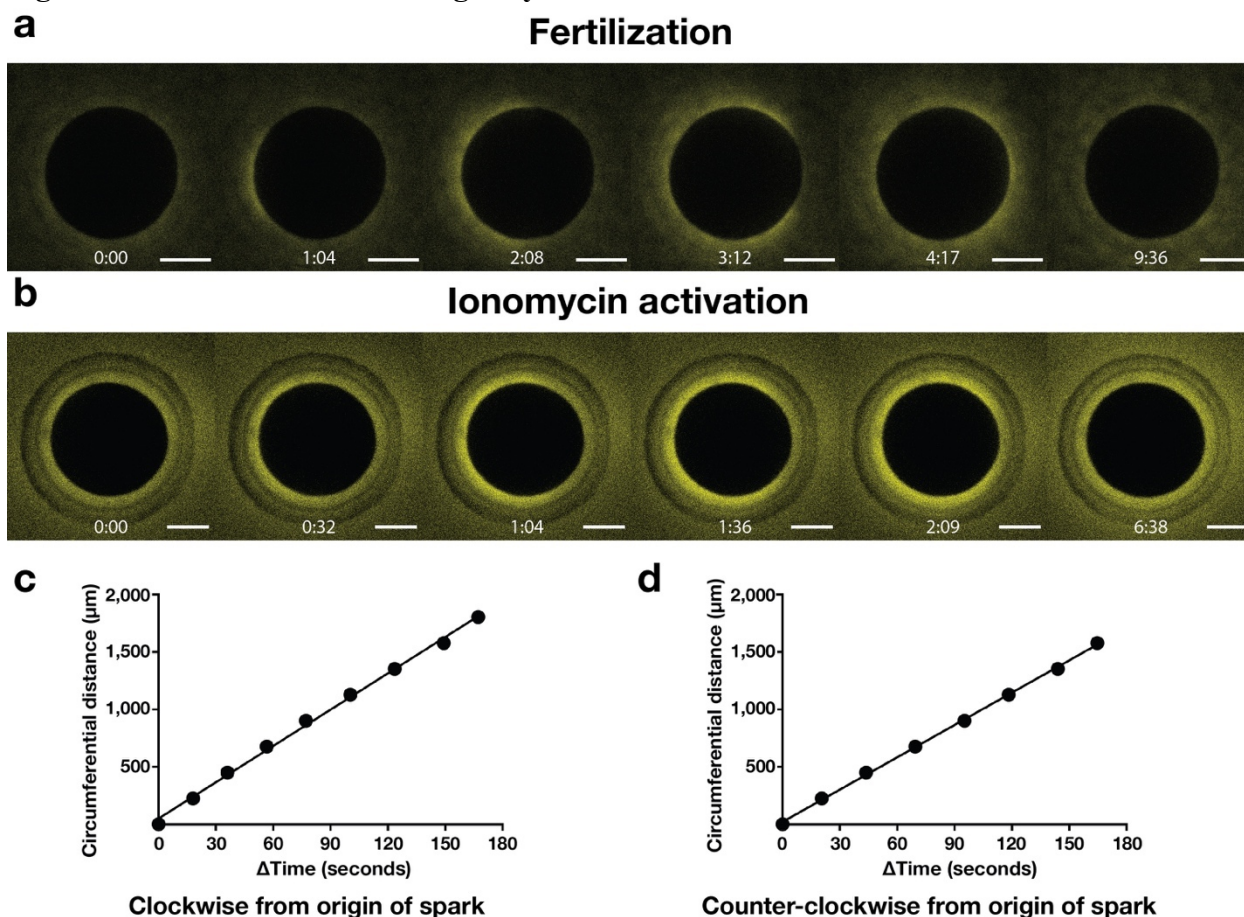 a
Fertilization
0:00 1:04 2:08 3:12 4:17 9:36
b
Ionomycin activation
0:00 0:32 1:04 1:36 2:09 6:38
c
Circumferential distance (µm)
2,000
1,500
1,000
500
0 30 60 90 120 150 180
ΔTime (seconds)
Clockwise from origin of spark
d
Circumferential distance (µm)
2,000
1,500
1,000
500
0 30 60 90 120 150 180
ΔTime (seconds)
Counter-clockwise from origin of spark